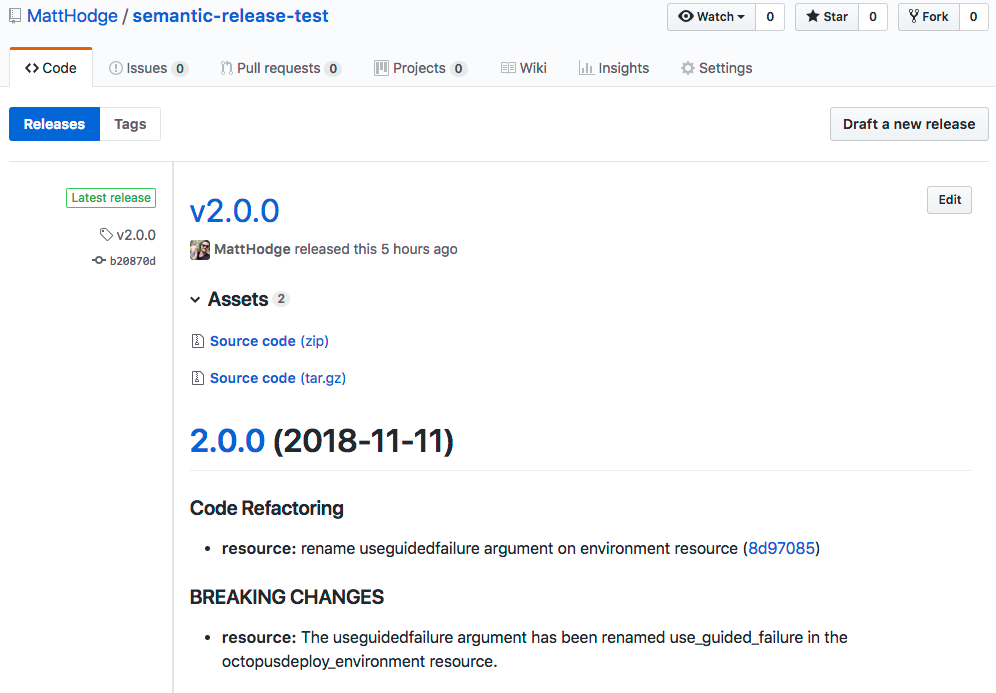 MattHodge / semantic-release-test
Watch 0 Star 0 Fork 0
Code Issues 0 Pull requests 0 Projects 0 Wiki Insights Settings
Releases Tags Draft a new release
Latest release
v2.0.0
b20870d
v2.0.0
Edit
MattHodge released this 5 hours ago
Assets 2
Source code (zip)
Source code (tar.gz)
2.0.0 (2018-11-11)
Code Refactoring
• resource: rename useguidedfailure argument on environment resource (8d97085)
BREAKING CHANGES
• resource: The useguidedfailure argument has been renamed use_guided_failure in the
octopusdeploy_environment resource.